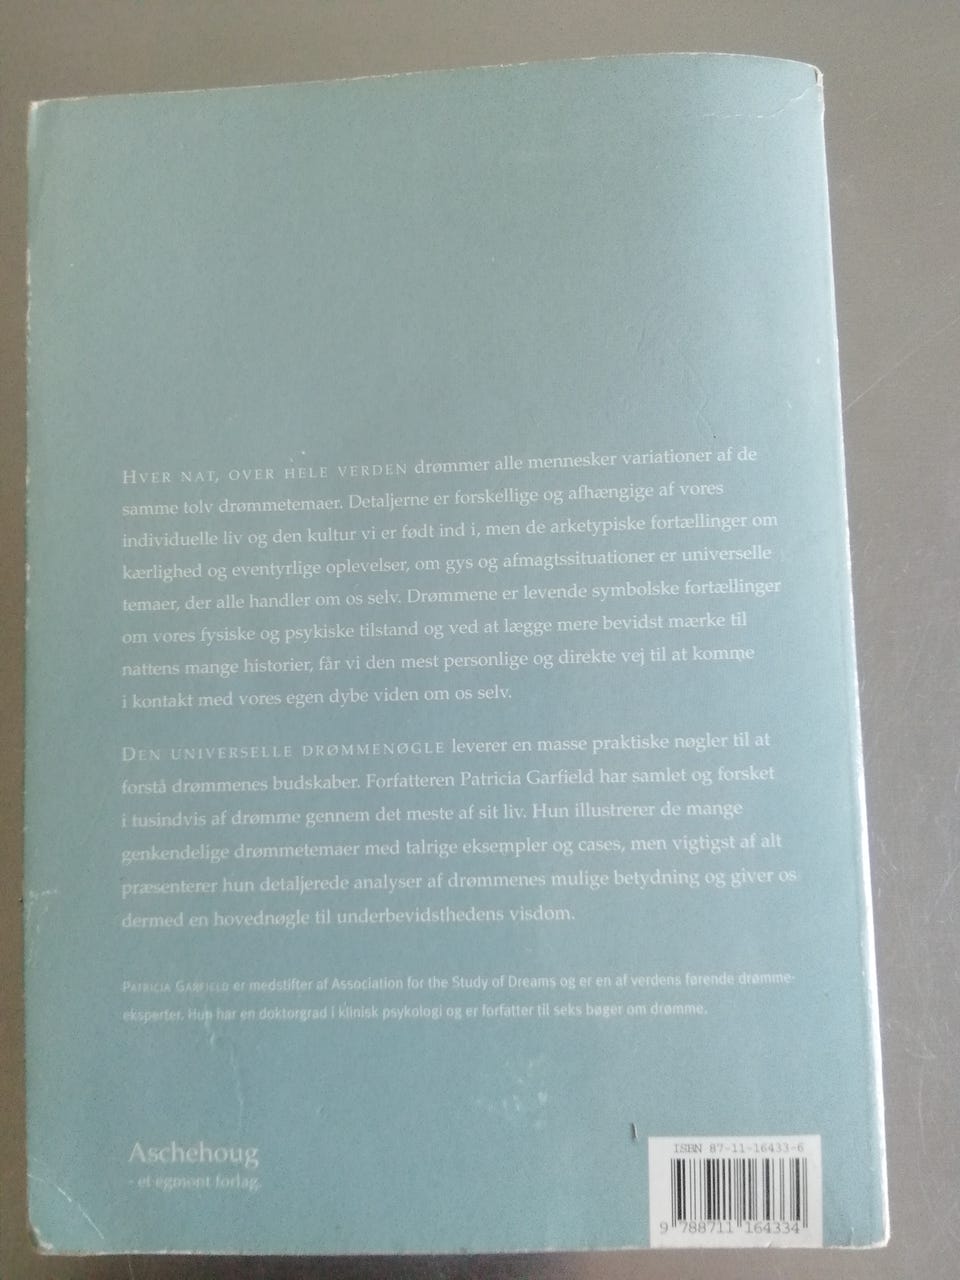 HVER NAT, OVER HELE VERDEN drømmer alle mennesker variationer af de
samme tolv drømmetemaer. Detaljerne er forskellige og afhængige af vores
individuelle liv og den kultur vi er født ind i, men de arketypiske fortællinger om
kærlighed og eventyrlige oplevelser, om gys og afmagtssituationer er universelle
temaer, der alle handler om os selv. Drømmene er levende symbolske fortællinger
om vores fysiske og psykiske tilstand og ved at lægge mere bevidst mærke til
nattens mange historier, får vi den mest personlige og direkte vej til at komme
i kontakt med vores egen dybe viden om os selv.
DEN UNIVERSELLE DRØMMENØGLE leverer en masse praktiske nøgler til at
forstå drømmenes budskaber. Forfatteren Patricia Garfield har samlet og forsket
i tusindvis af drømme gennem det meste af sit liv. Hun illustrerer de mange
genkendelige drømmetemaer med talrige eksempler og cases, men vigtigst af alt
præsenterer hun detaljerede analyser af drømmenes mulige betydning og giver os
dermed en hovednøgle til underbevidsthedens visdom.
PATRICIA GARFIELD er medstifter af Association for the Study of Dreams og er en af verdens førende drømme-
eksperter. Hun har en doktorgrad i klinisk psykologi og er forfatter til seks bøger om drømme.
Aschehoug
- et egmont forlag.
ISBN 87-11-16433-6
9 788711 164334